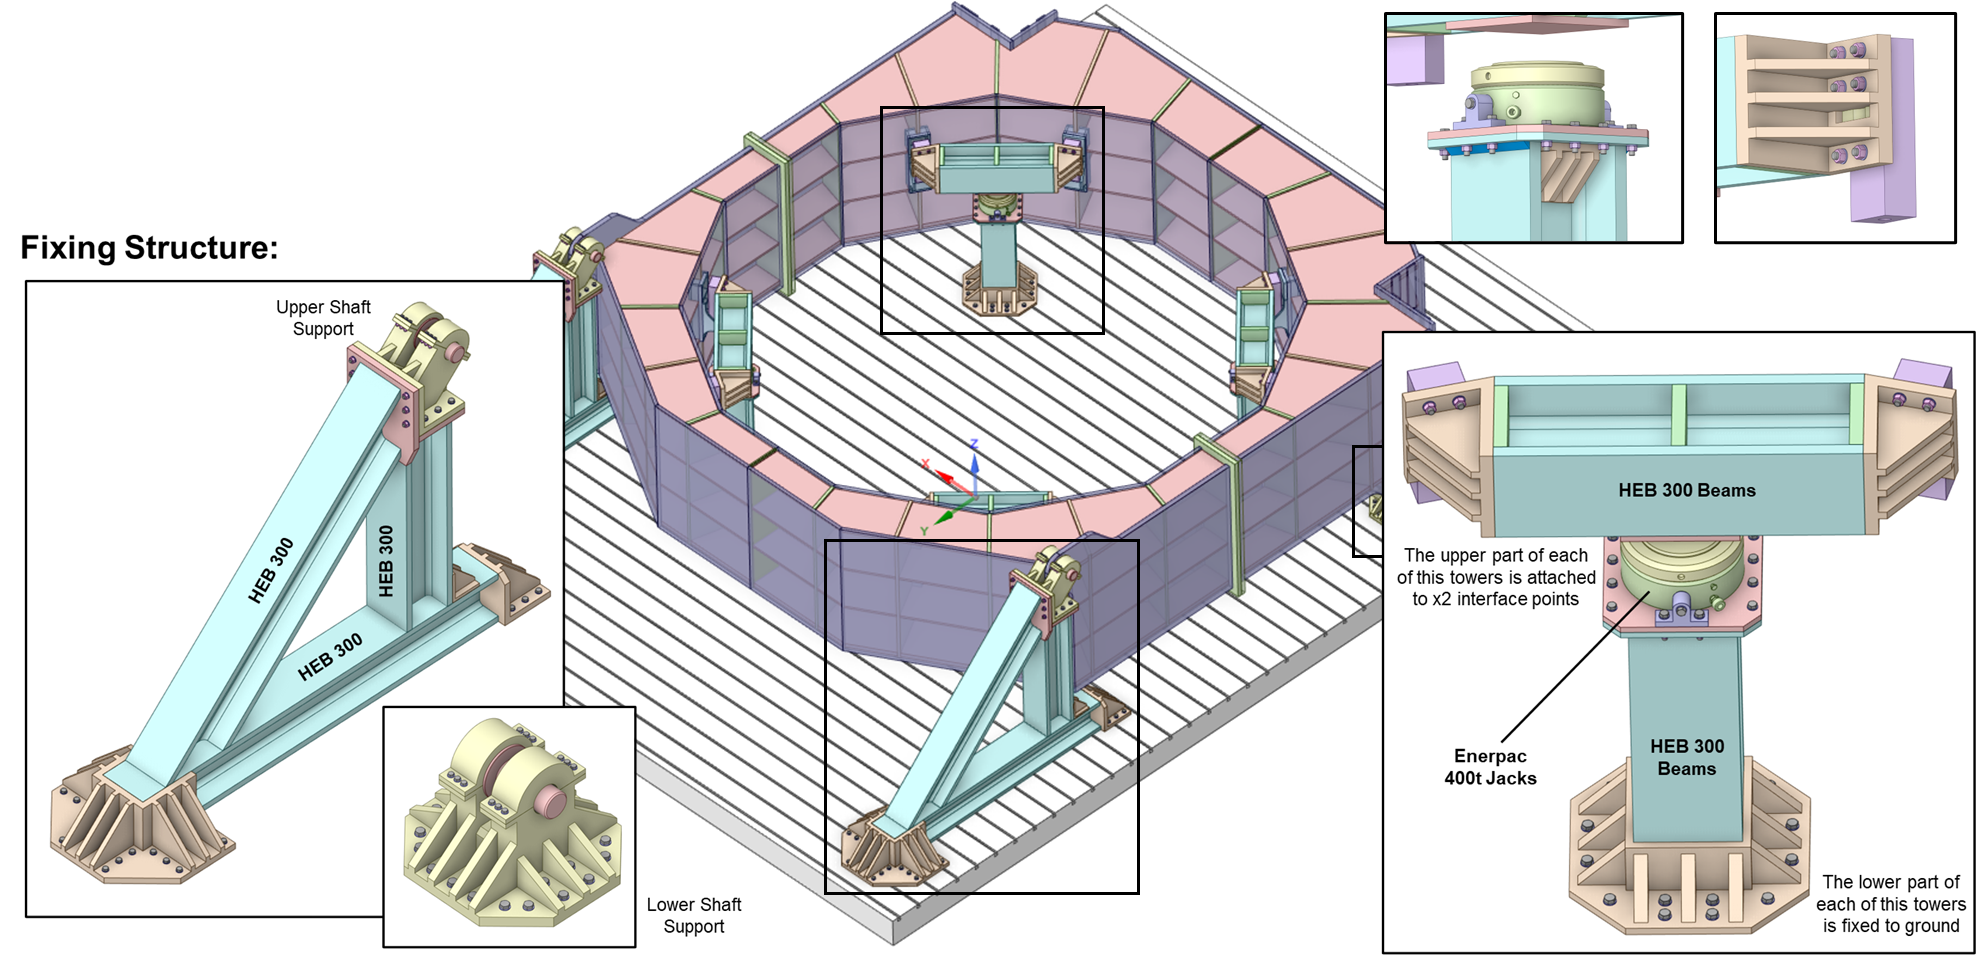 Fixing Structure:
Upper Shaft
Support
HEB 300
HEB 300
HEB 300
Lower Shaft
Support
Z
X
Y
HEB 300 Beams
The upper part of each
of this towers is attached
to x2 interface points
Enerpac
400t Jacks
HEB 300
Beams
The lower part of
each of this towers
is fixed to ground